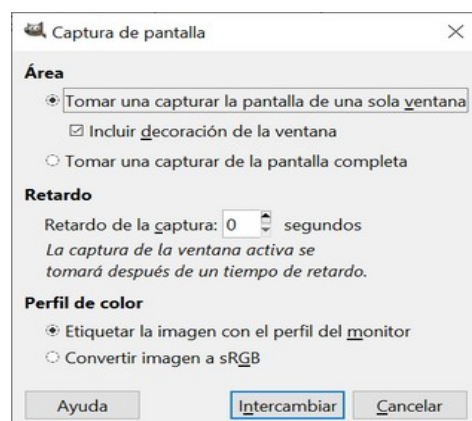 Captura de pantalla
Área
Tomar una capturar la pantalla de una sola ventana
Incluir decoración de la ventana
Tomar una capturar de la pantalla completa
Retardo
Retardo de la captura: 0 segundos
La captura de la ventana activa se
tomará después de un tiempo de retardo.
Perfil de color
Etiquetar la imagen con el perfil del monitor
Convertir imagen a sRGB
Ayuda Intercambiar Cancelar